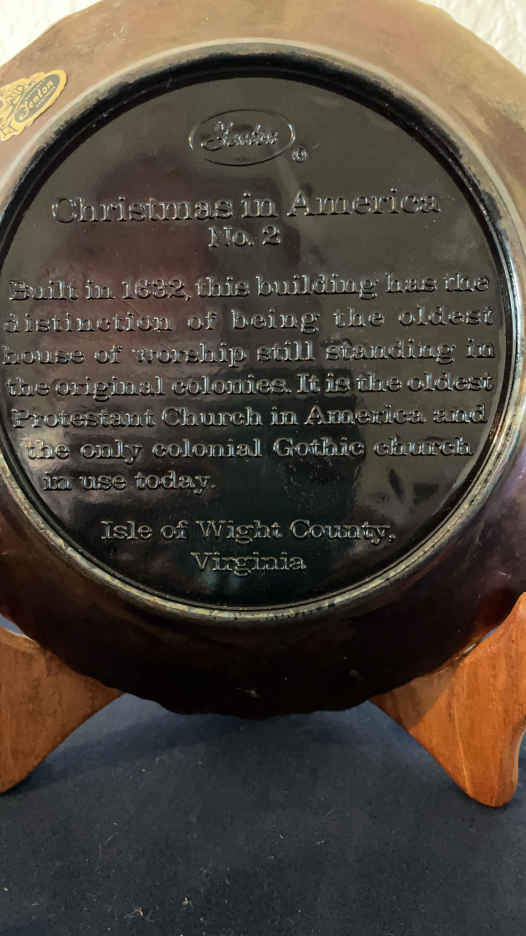 Fenton
Fenton
®
Christmas in America
No. 2
Built in 1632, this building has the
distinction of being the oldest
house of worship still standing in
the original colonies. It is the oldest
Protestant Church in America and
the only colonial Gothic church
in use today.
Isle of Wight County,
Virginia